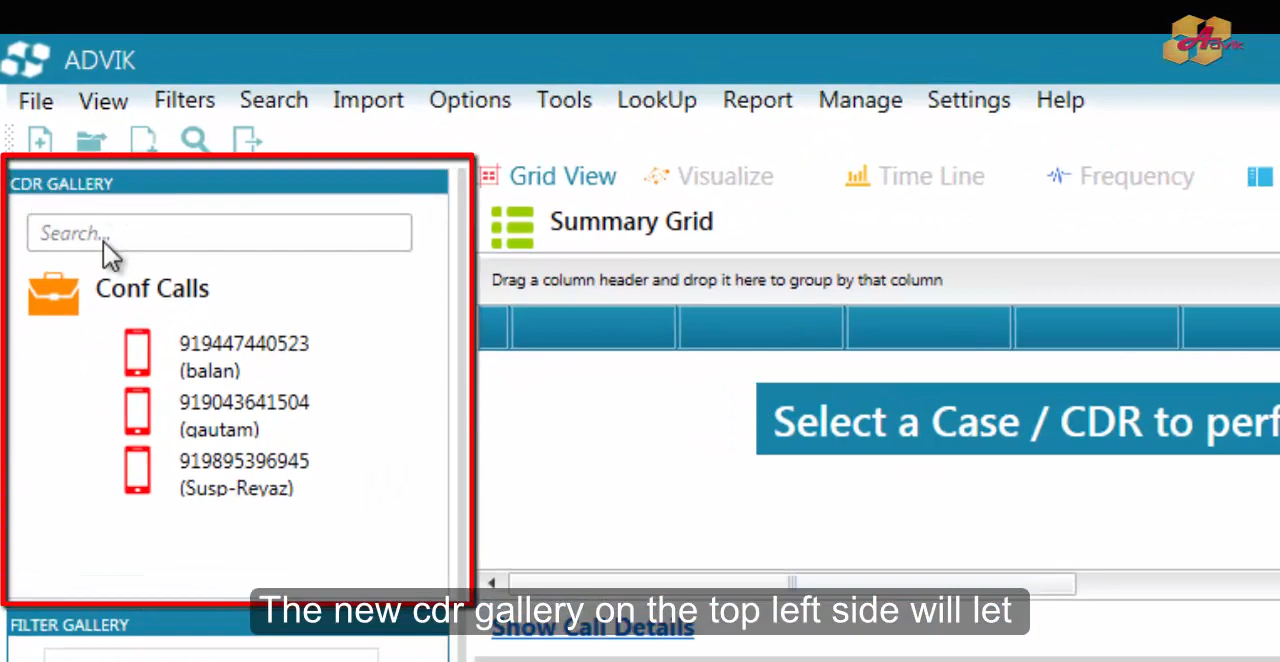 ADVIK
Advik
File View Filters Search Import Options Tools LookUp Report Manage Settings Help
CDR GALLERY
Search...
Conf Calls
919447440523
(balan)
919043641504
(gautam)
919895396945
(Susp-Reyaz)
Grid View Visualize Time Line Frequency
Summary Grid
Drag a column header and drop it here to group by that column
Select a Case / CDR to perf
The new cdr gallery on the top left side will let
Show Call Details
FILTER GALLERY